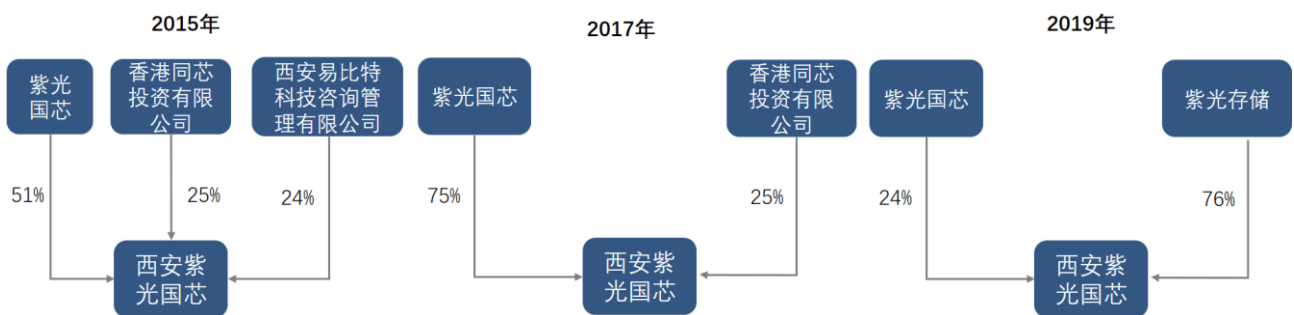 2015年
紫光
国芯
香港同芯
投资有限
公司
西安易比特
科技咨询管
理有限公司
51%
25%
24%
西安紫
光国芯
2017年
紫光国芯
香港同芯
投资有限
公司
75%
25%
西安紫
光国芯
2019年
紫光国芯
紫光存储
24%
76%
西安紫
光国芯